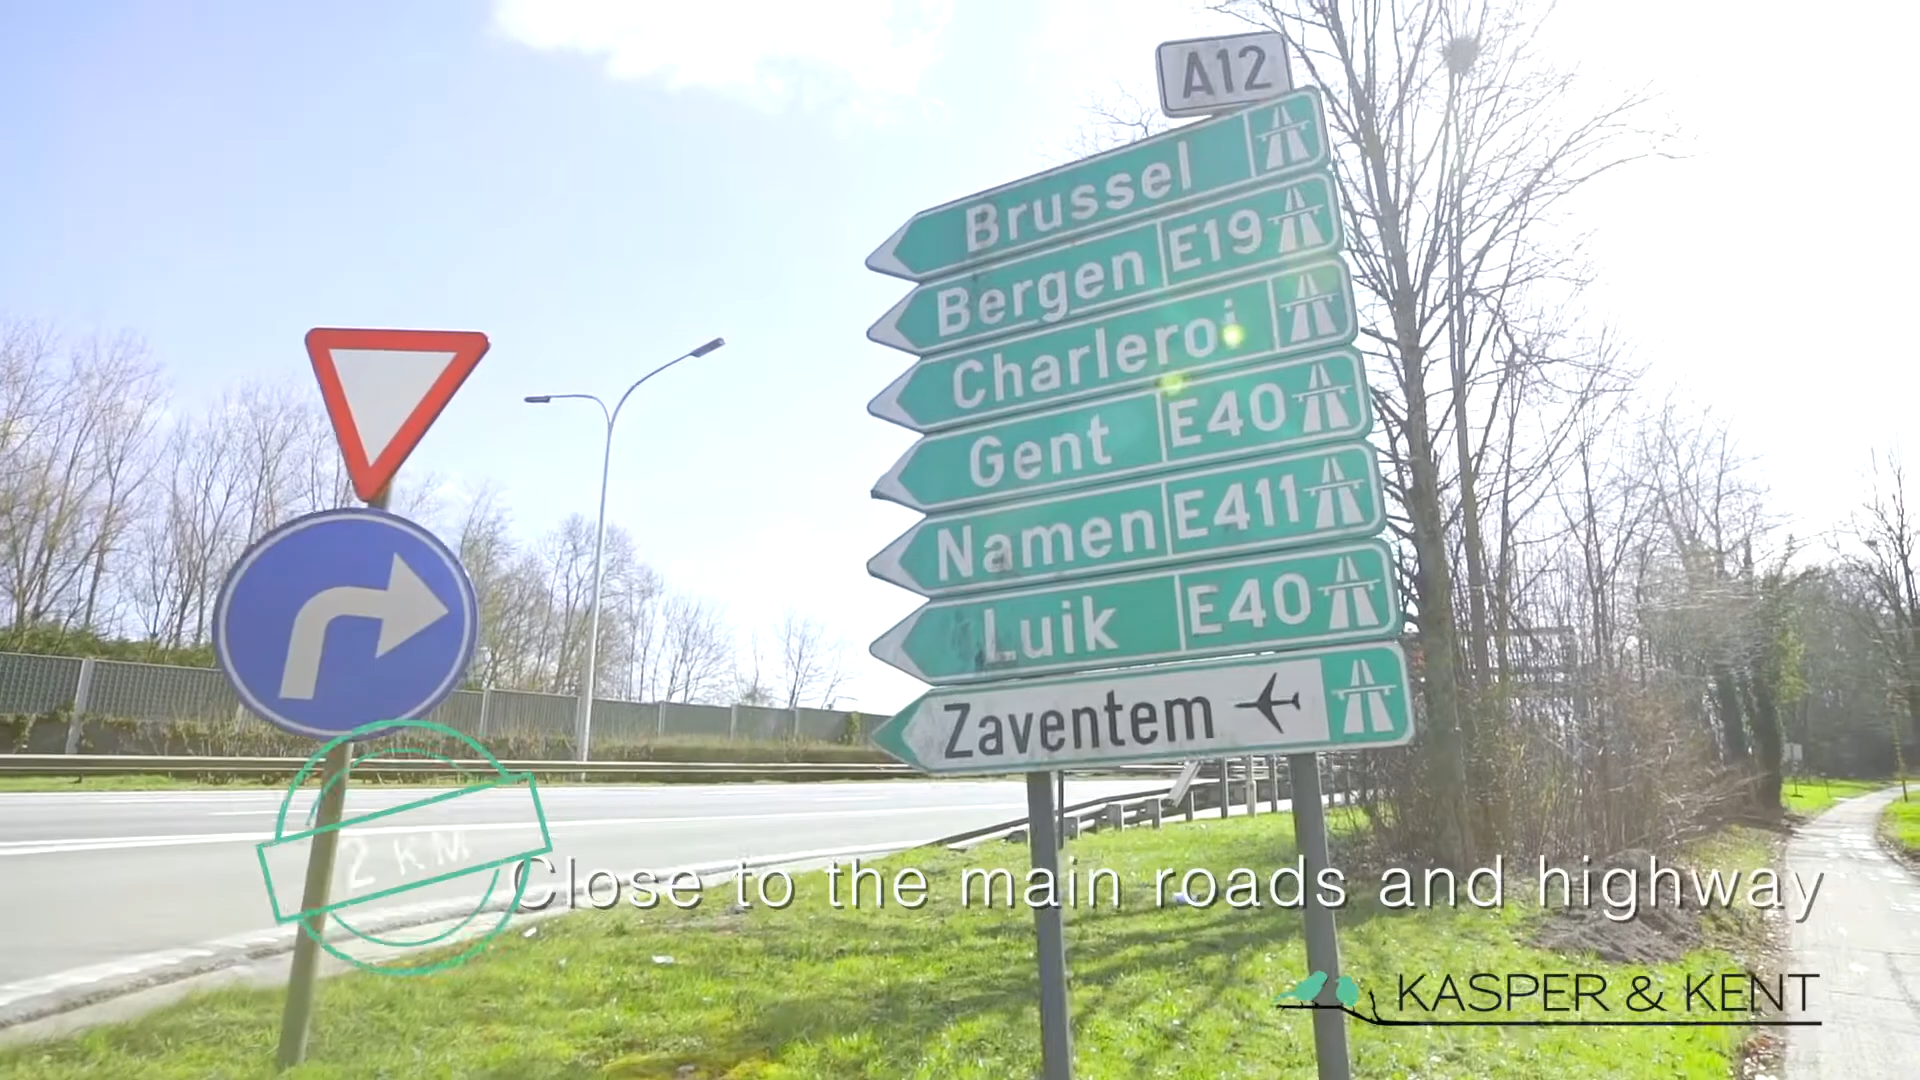 A12
Brussel
Bergen E19
Charleroi
Gent E40
Namen E411
Luik E40
Zaventem
2 KM
Close to the main roads and highway
KASPER & KENT